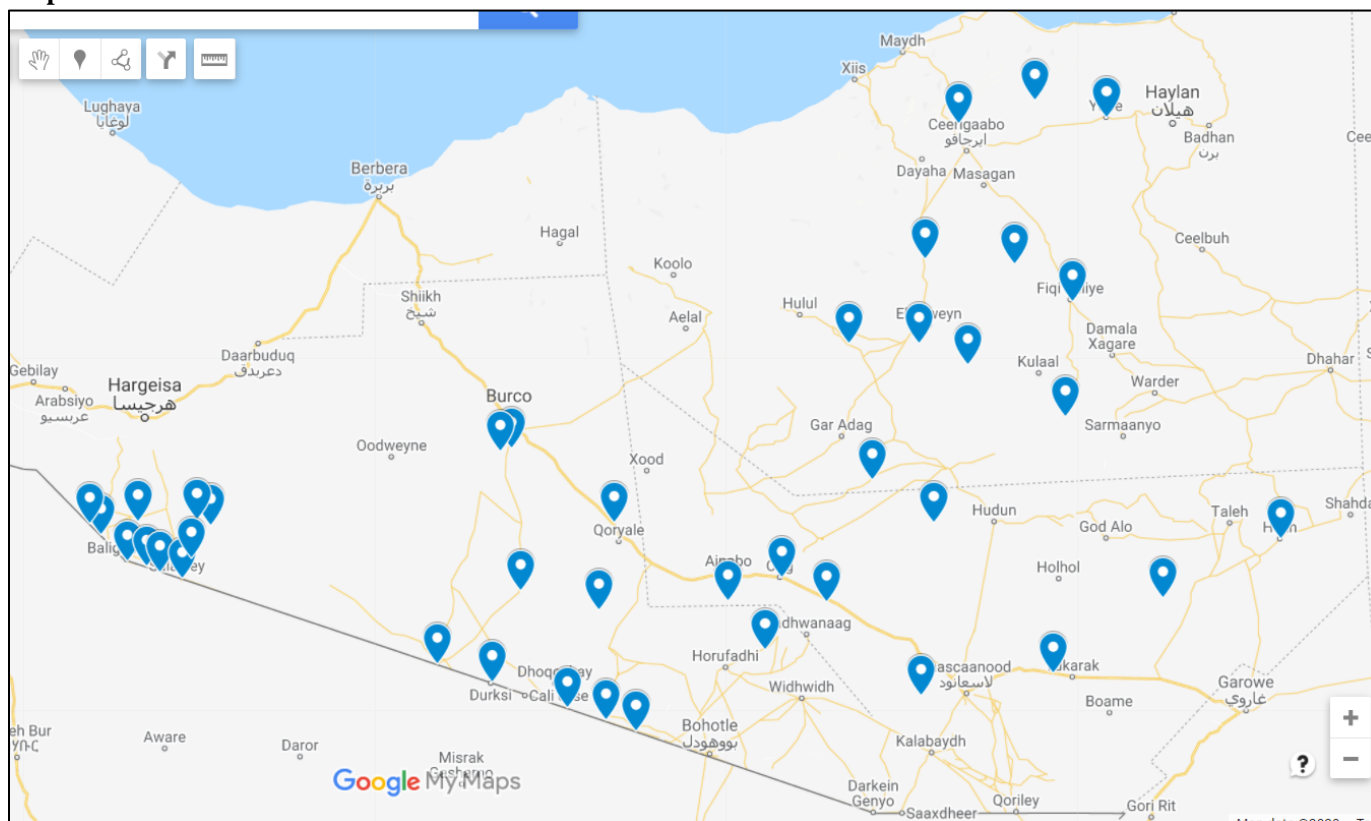 Maydh
Xiis
Lughaya
لوغايا
Haylan
هيلان
Ceerigaabo
ايرجافو
Badhan
برن
Berbera
بربرة
Dayaha
Masagan
Hagal
Ceelbuh
Koolo
Shiikh
شيخ
Hulul
Aelal
Damala
Xagare
Daarbuduq
دعربدق
Kulaal
Dhahar
Gebilay
Arabsiyo
عربسيو
Hargeisa
هرجيسا
Warder
Burco
Gar Adag
Sarmaanyo
Oodweyne
Xood
Hudun
Taleh
Shahda
God Alo
Qoryale
Holhol
Horufadhi
Widhwidh
لاسعانود
Garowe
غاروي
Durksi
Boame
Bohotle
بووهودل
Aware
Daror
Misrak
Kalabaydh
Google My Maps
Darkein
Genyo
Saaxdheer
Qoriley
Gori Rit
+
?
−